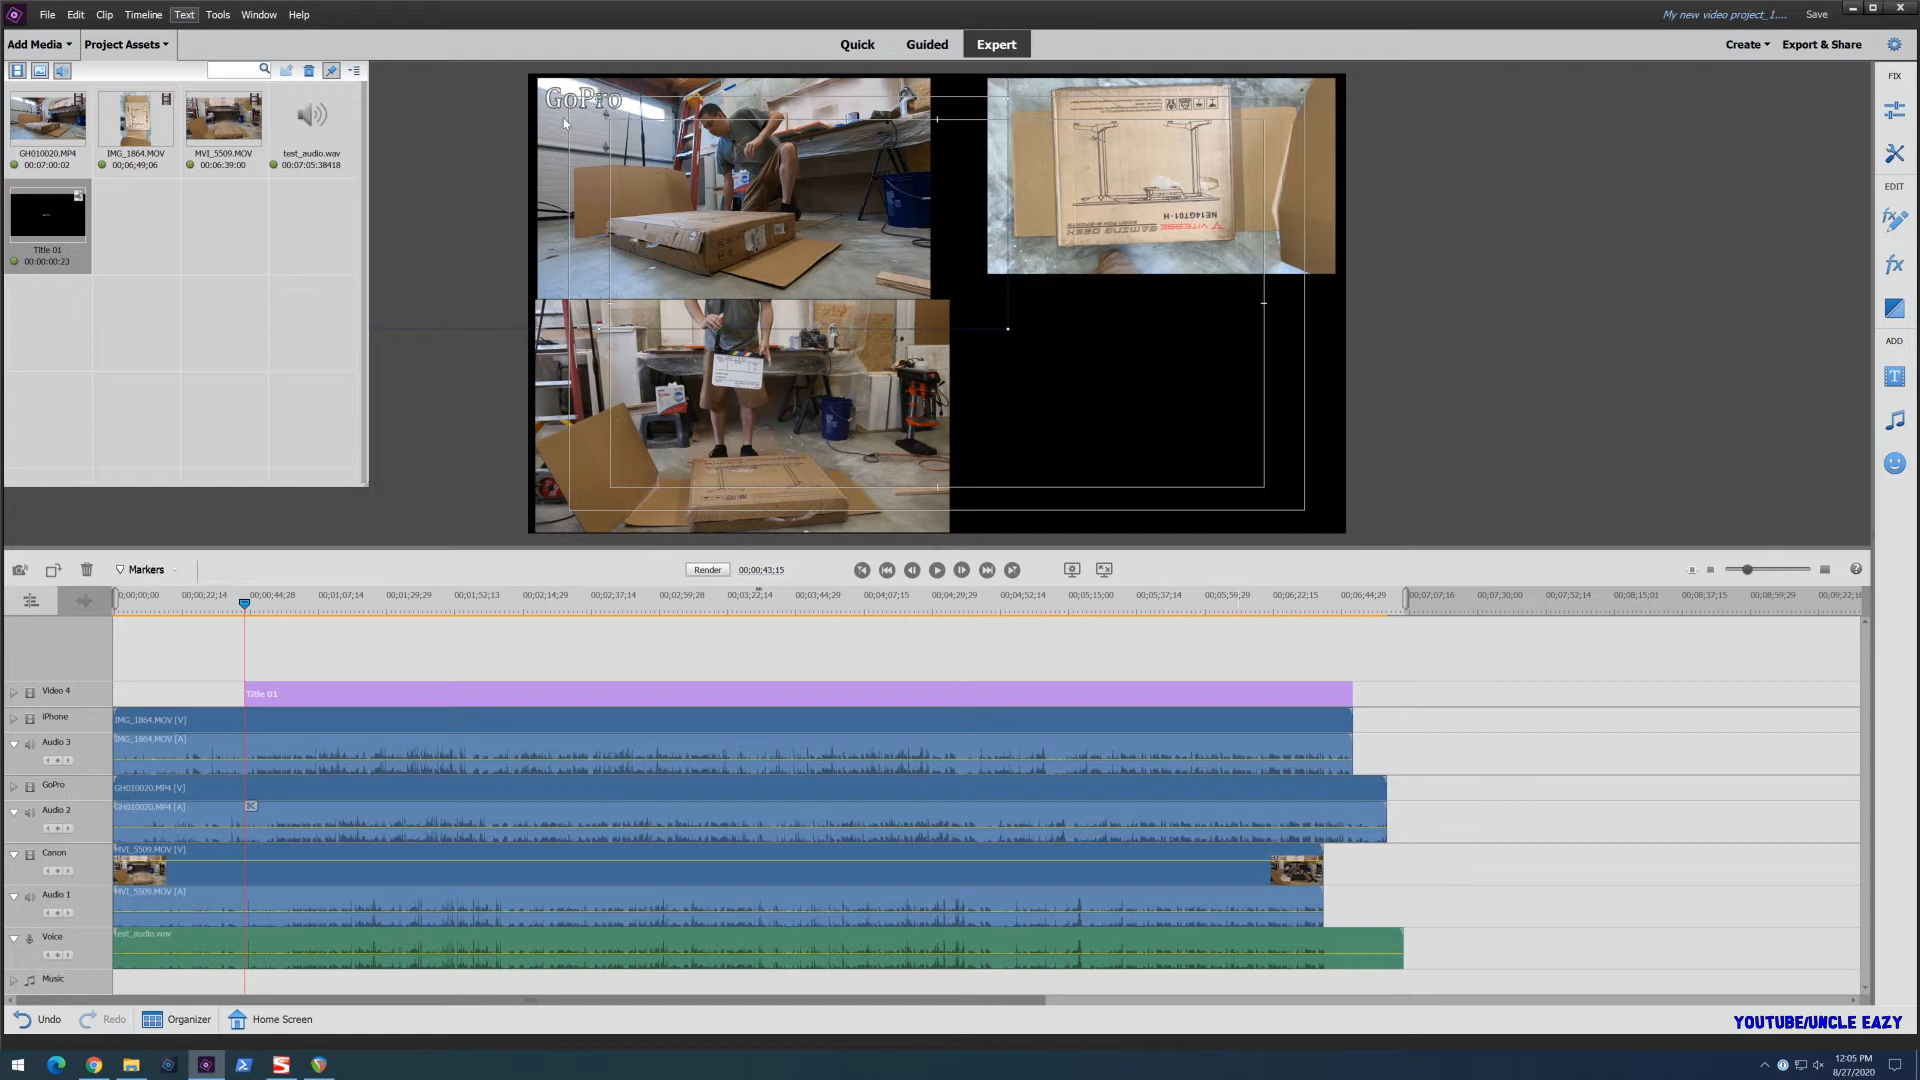 File Edit Clip Timeline Text Tools Window Help
My new video project_1.... Save
Add Media Project Assets
Quick Guided Expert
Create Export & Share
FIX
EDIT
ADD
GH010020.MP4
00:07:00:02
IMG_1864.MOV
00;06;49;06
MVI_5509.MOV
00:06:39:00
test_audio.wav
00:07:05:38418
Title 01
00:00:00:23
GoPro
NE14GT01-H
VITESSE
GAMING DESK
Markers
Render 00;00;43;15
0;00;00;00 00;00;22;14 00;00;44;28 00;01;07;14 00;01;29;29 00;01;52;13 00;02;14;29 00;02;37;14 00;02;59;28 00;03;22;14 00;03;44;29 00;04;07;15 00;04;29;29 00;04;52;14 00;05;15;00 00;05;37;14 00;05;59;29 00;06;22;14 00;06;44;29 00;07;07;16 00;07;30;00 00;07;52;14 00;08;15;01 00;08;37;15 00;08;59;29 00;09;22;1
Video 4
Title 01
iPhone
IMG_1864.MOV [V]
Audio 3
IMG_1864.MOV [A]
GoPro
GH010020.MP4 [V]
Audio 2
GH010020.MP4 [A]
Canon
MVI_5509.MOV [V]
Audio 1
MVI_5509.MOV [A]
Voice
test_audio.wav
Music
Undo Redo Organizer Home Screen
YOUTUBE/UNCLE EAZY
12:05 PM
8/27/2020